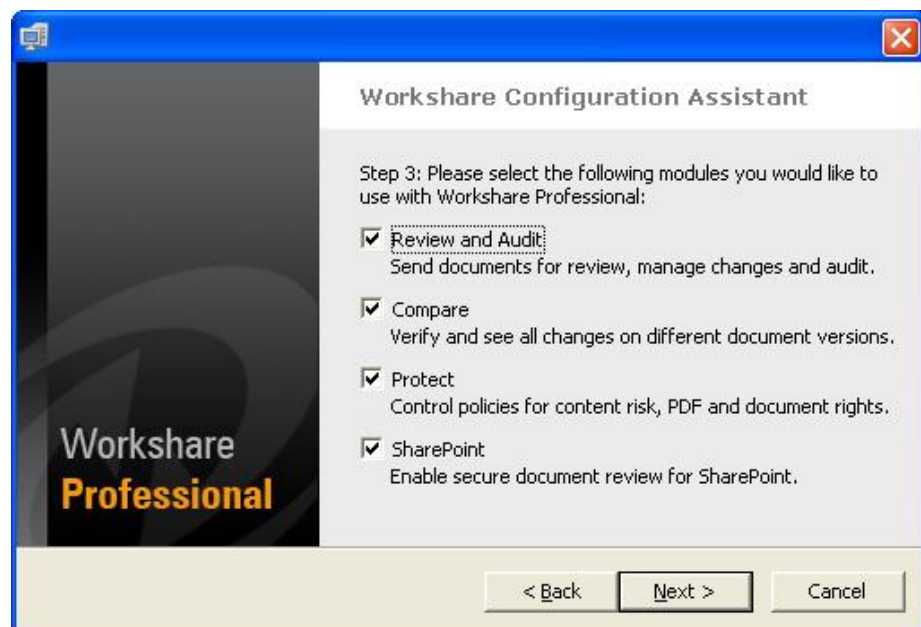 Workshare Configuration Assistant
Step 3: Please select the following modules you would like to
use with Workshare Professional:
Review and Audit
Send documents for review, manage changes and audit.
Compare
Verify and see all changes on different document versions.
Protect
Control policies for content risk, PDF and document rights.
SharePoint
Enable secure document review for SharePoint.
Workshare
Professional
< Back
Next >
Cancel